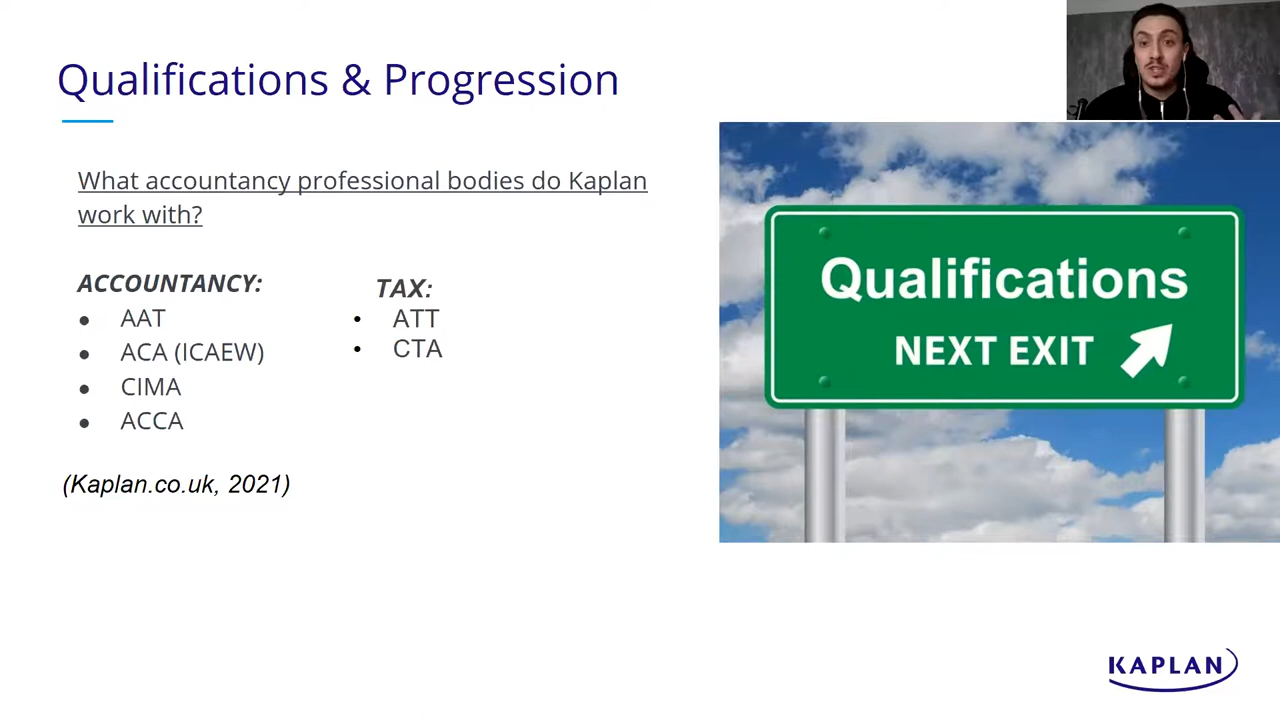 Qualifications & Progression
What accountancy professional bodies do Kaplan
work with?
ACCOUNTANCY:
● AAT
● ACA (ICAEW)
● CIMA
● ACCA
TAX:
• ATT
• CTA
(Kaplan.co.uk, 2021)
Qualifications
NEXT EXIT
KAPLAN